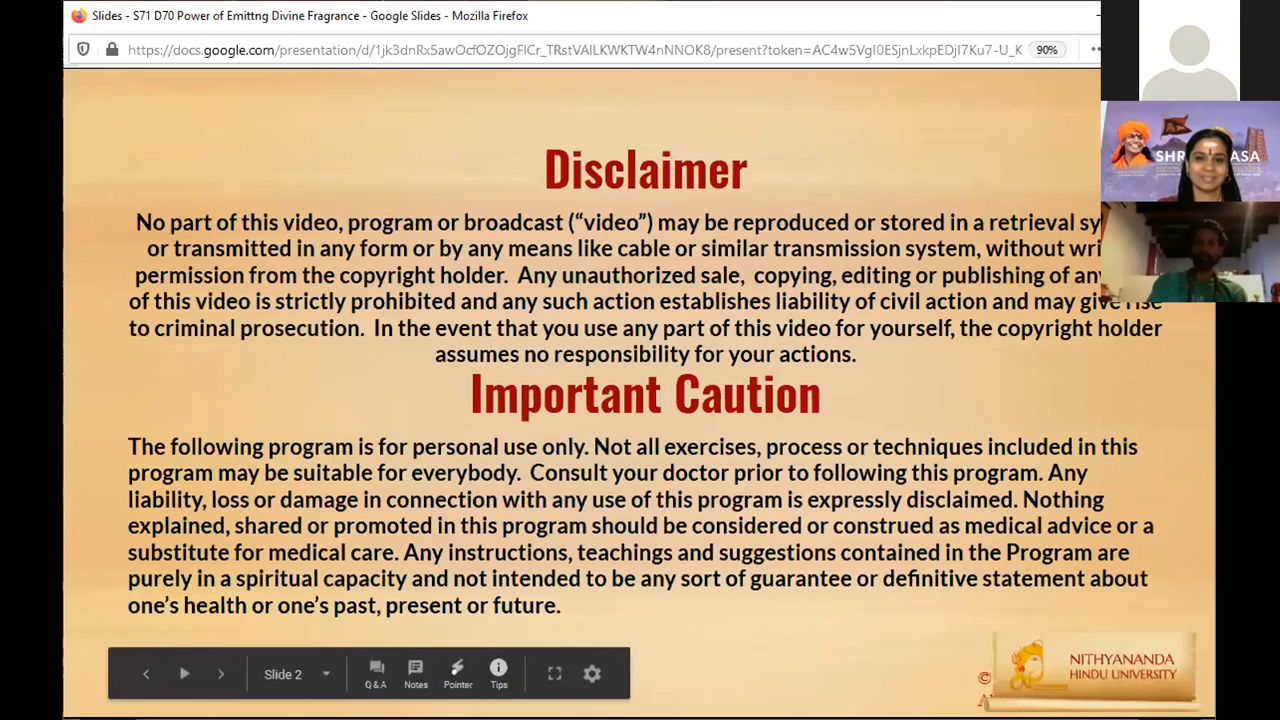 Slides - S71 D70 Power of Emittng Divine Fragrance - Google Slides - Mozilla Firefox
https://docs.google.com/presentation/d/1jk3dnRx5awOcfOZOjgFlCr_TRstVAILKWKTW4nNNOK8/present?token=AC4w5VgI0ESjnLxkpEDjI7Ku7-U_K
90%
Disclaimer
No part of this video, program or broadcast (“video”) may be reproduced or stored in a retrieval
or transmitted in any form or by any means like cable or similar transmission system, without
permission from the copyright holder. Any unauthorized sale, copying, editing or publishing of
of this video is strictly prohibited and any such action establishes liability of civil action and may give rise
to criminal prosecution. In the event that you use any part of this video for yourself, the copyright holder
assumes no responsibility for your actions.
Important Caution
The following program is for personal use only. Not all exercises, process or techniques included in this
program may be suitable for everybody. Consult your doctor prior to following this program. Any
liability, loss or damage in connection with any use of this program is expressly disclaimed. Nothing
explained, shared or promoted in this program should be considered or construed as medical advice or a
substitute for medical care. Any instructions, teachings and suggestions contained in the Program are
purely in a spiritual capacity and not intended to be any sort of guarantee or definitive statement about
one’s health or one’s past, present or future.
Slide 2
Q & A Notes Pointer Tips
©
NITHYANANDA
HINDU UNIVERSITY